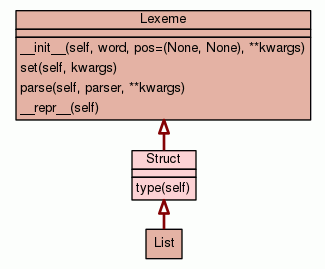 Lexeme
__init__(self, word, pos=(None, None), **kwargs)
set(self, kwargs)
parse(self, parser, **kwargs)
__repr__(self)
Struct
type(self)
List